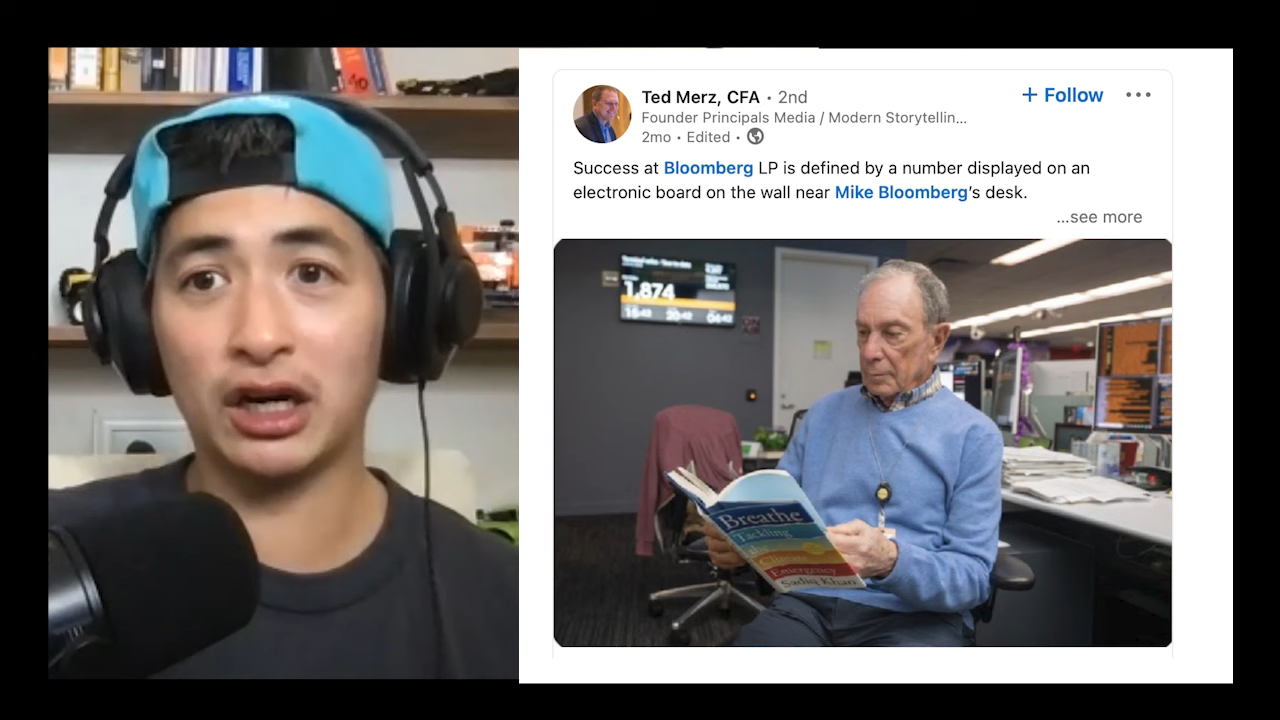 Ted Merz, CFA • 2nd
+ Follow
Founder Principals Media / Modern Storytellin...
2mo • Edited •
Success at Bloomberg LP is defined by a number displayed on an
electronic board on the wall near Mike Bloomberg's desk.
...see more
1,874
Breathe
Tackling
the
Climate
Emergency
Sadiq Khan